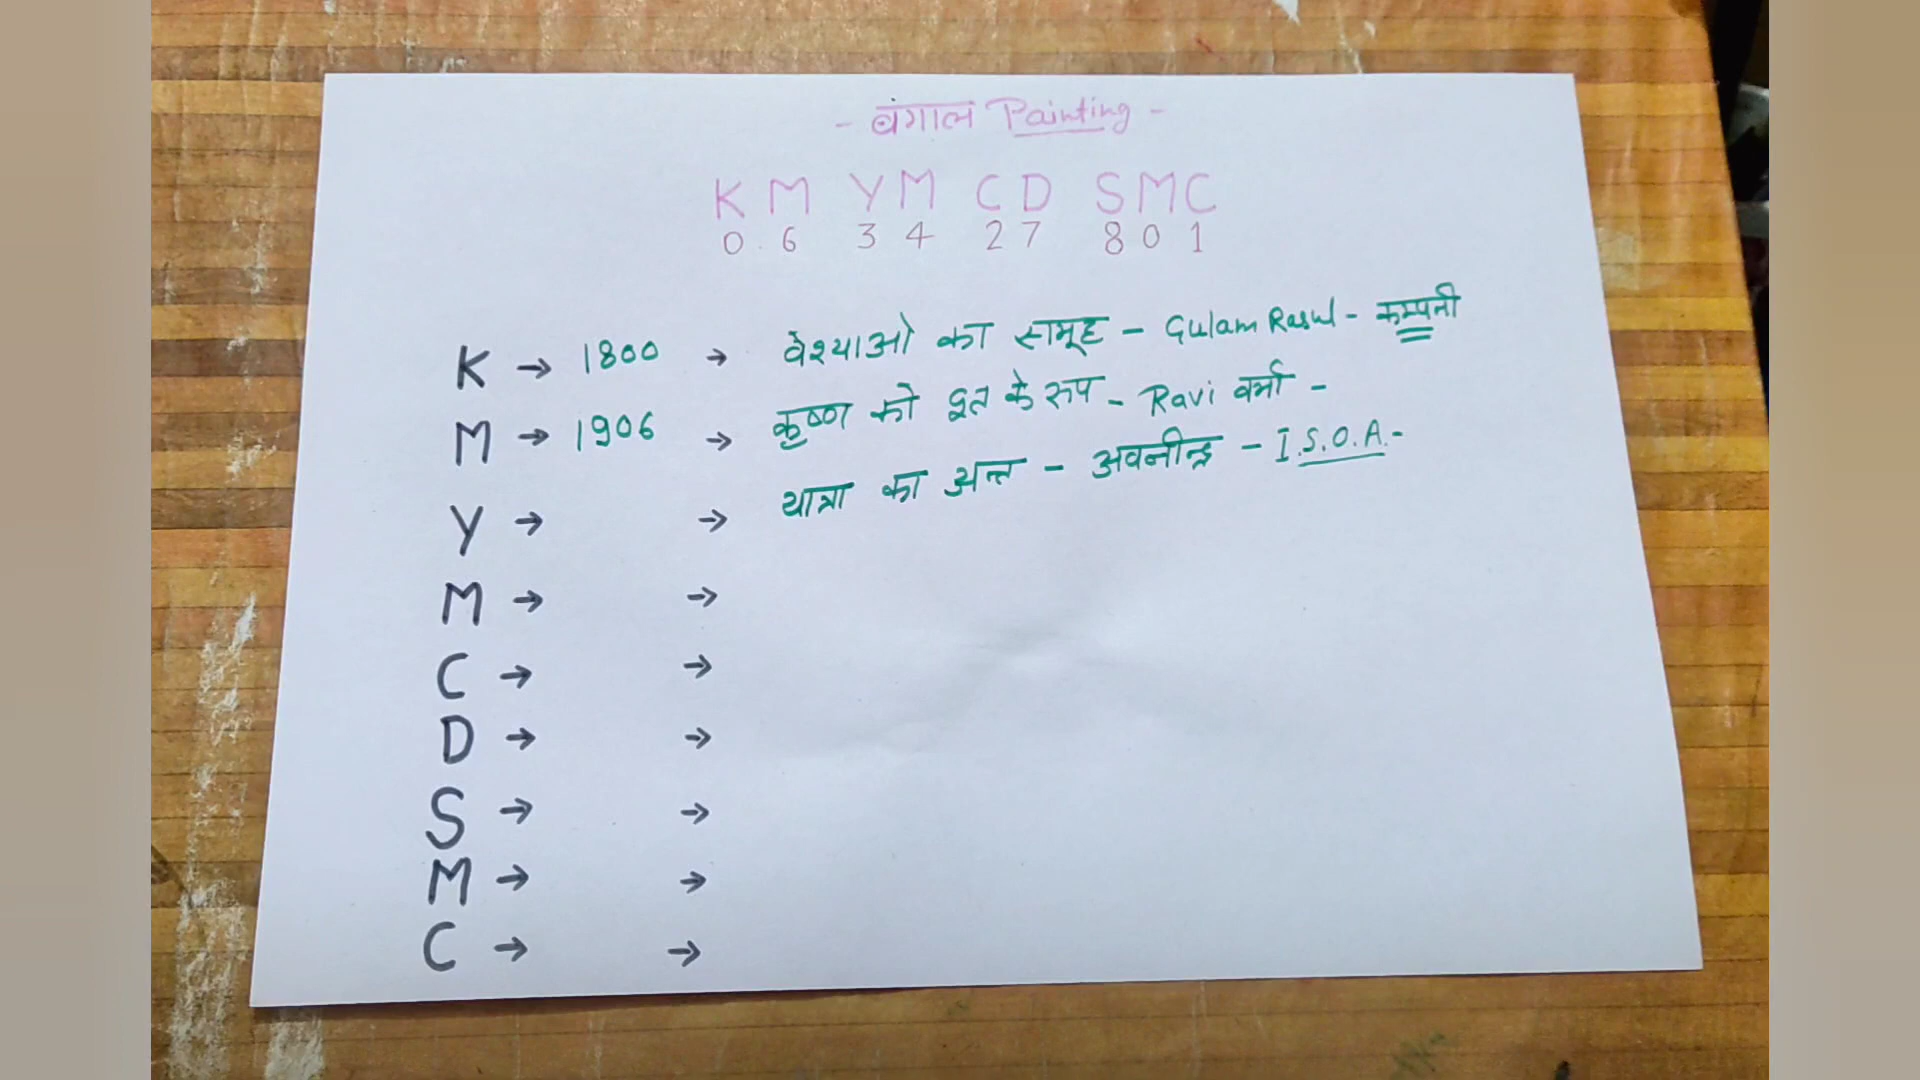 - बंगाल Painting -
K M Y M C D S M C
0 . 6 3 4 2 7 8 0 1
K → 1800 → वेश्याओ का समूह - Gulam Rasul - कम्पनी
M → 1906 → कृष्ण को दूत के रुप - Ravi वर्मा -
Y → → यात्रा का अन्त - अवनीन्द्र - I.S.O.A. -
M → →
C → →
D → →
S → →
M → →
C → →